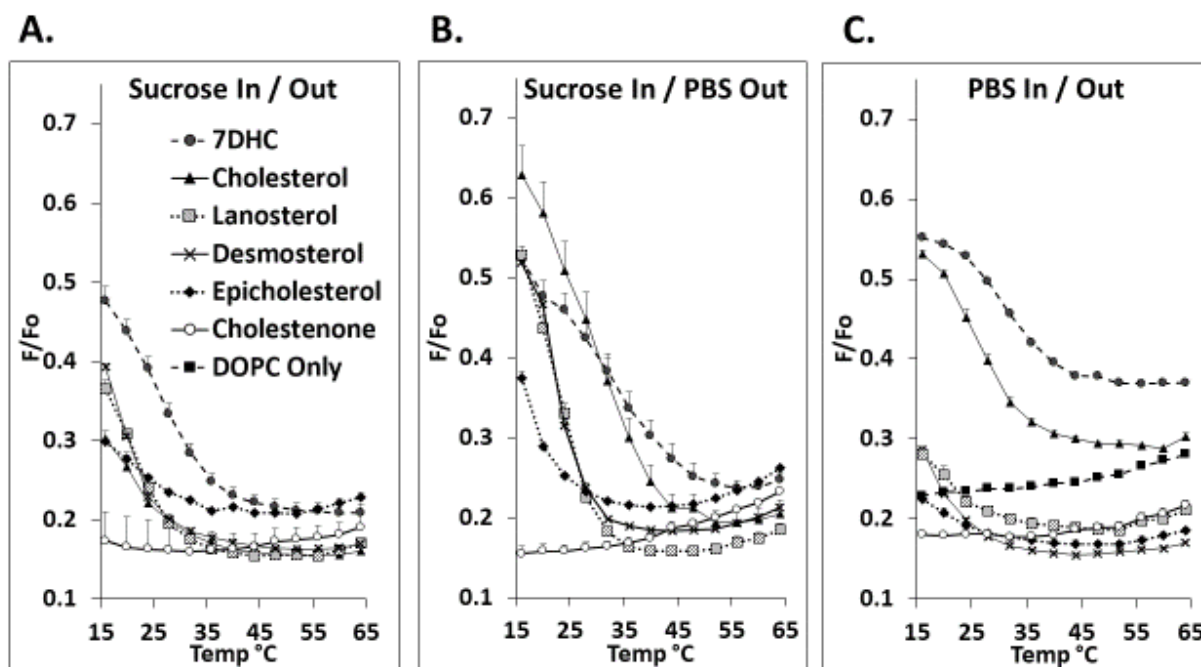 A.
Sucrose In / Out
F/Fo
0.7
0.6
0.5
0.4
0.3
0.2
0.1
7DHC
Cholesterol
Lanosterol
Desmosterol
Epicholesterol
Cholestenone
DOPC Only
15 25 35 45 55 65
Temp °C
B.
Sucrose In / PBS Out
F/Fo
0.7
0.6
0.5
0.4
0.3
0.2
0.1
15 25 35 45 55 65
Temp °C
C.
PBS In / Out
F/Fo
0.7
0.6
0.5
0.4
0.3
0.2
0.1
15 25 35 45 55 65
Temp °C